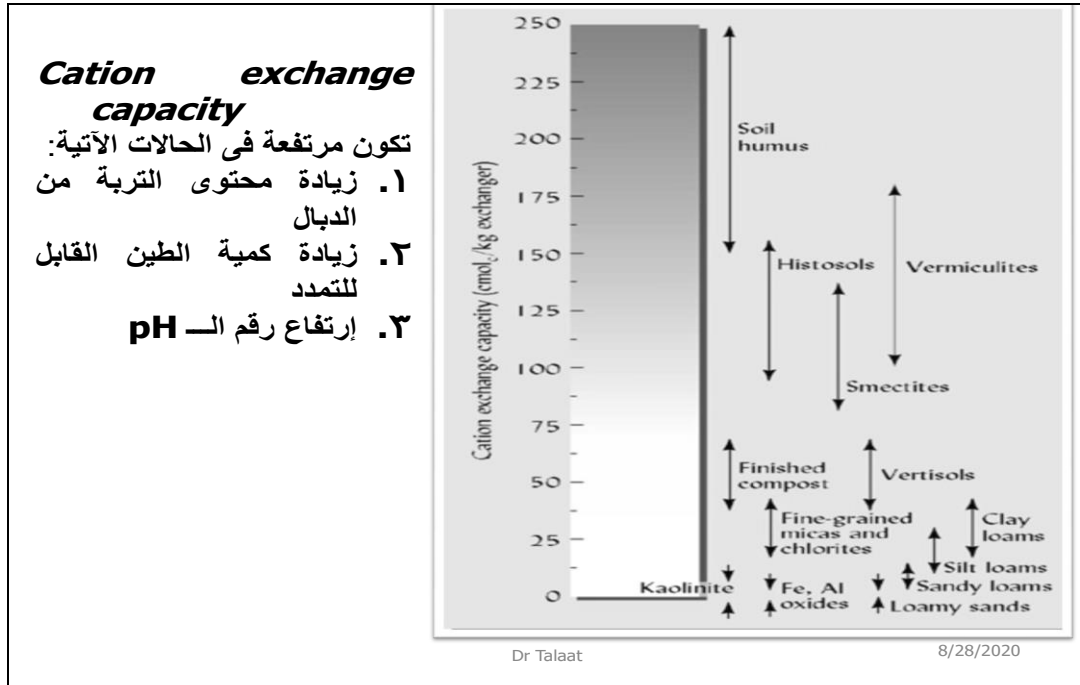 Cation exchange
capacity
تكون مرتفعة فى الحالات الآتية:
١. زيادة محتوى التربة من
الدبال
٢. زيادة كمية الطين القابل
للتمدد
٣. إرتفاع رقم الـــ pH
Cation exchange capacity (cmolc/kg exchanger)
250
225
200
175
150
125
100
75
50
25
0
Soil
humus
Histosols
Vermiculites
Smectites
Finished
compost
Vertisols
Fine-grained
micas and
chlorites
Clay
loams
Silt loams
Kaolinite
Fe, Al
oxides
Sandy loams
Loamy sands
Dr Talaat
8/28/2020